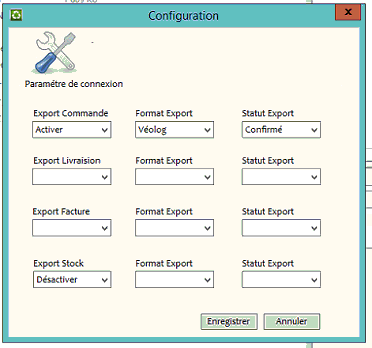 Configuration
x
Paramétre de connexion
Export Commande Format Export Statut Export
Activer Véolog Confirmé
Export Livraision Format Export Statut Export
Export Facture Format Export Statut Export
Export Stock Format Export Statut Export
Désactiver
Enregistrer Annuler